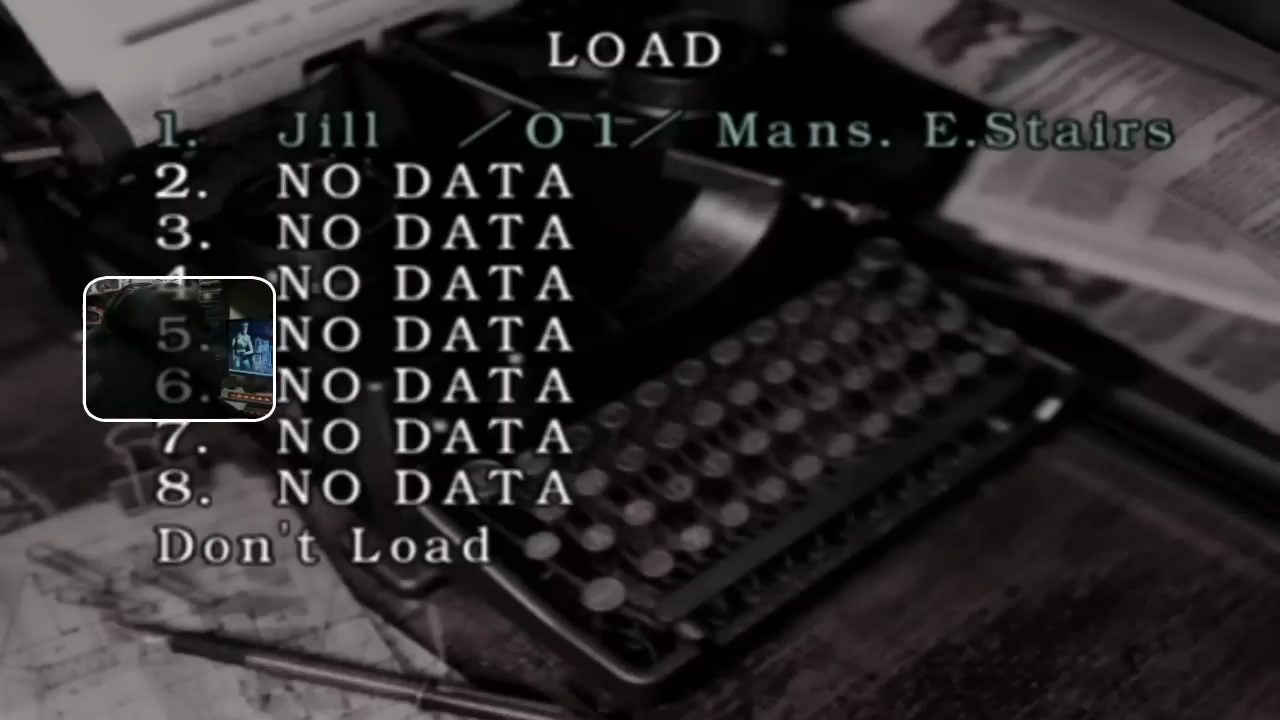 LOAD
1. Jill /01/ Mans. E.Stairs
2. NO DATA
3. NO DATA
4 NO DATA
5. NO DATA
6. NO DATA
7. NO DATA
8. NO DATA
Don't Load